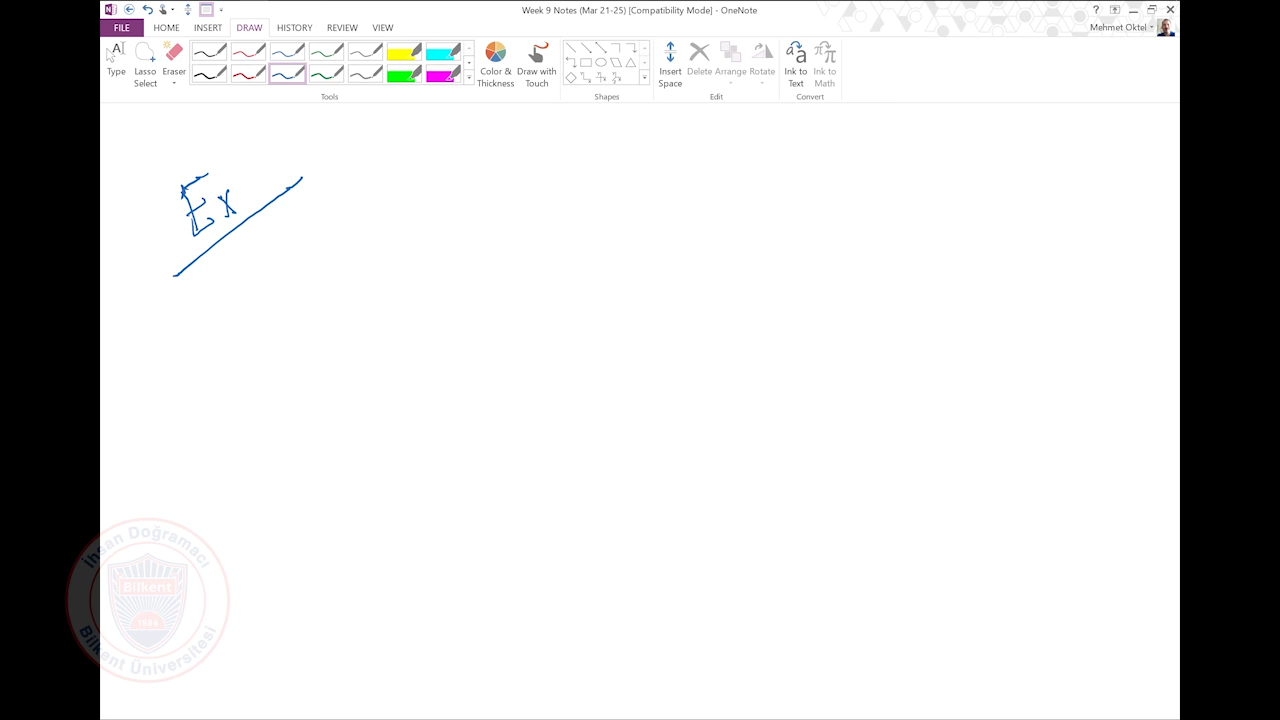 Week 9 Notes (Mar 21-25) [Compatibility Mode] - OneNote
?
FILE HOME INSERT DRAW HISTORY REVIEW VIEW
Mehmet Oktel
Type
Lasso Select
Eraser
Color & Thickness
Draw with Touch
Insert Space
Delete
Arrange
Rotate
Ink to Text
Ink to Math
Tools
Shapes
Edit
Convert
Ex
İhsan Doğramacı
Bilkent
1984
Bilkent Üniversitesi